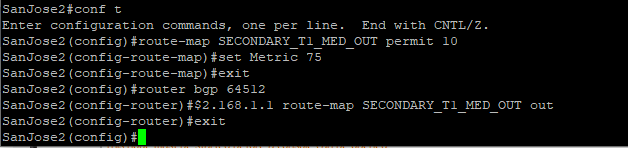 SanJose2#conf t
Enter configuration commands, one per line.  End with CNTL/Z.
SanJose2(config)#route-map SECONDARY_T1_MED_OUT permit 10
SanJose2(config-route-map)#set Metric 75
SanJose2(config-route-map)#exit
SanJose2(config)#router bgp 64512
SanJose2(config-router)#$2.168.1.1 route-map SECONDARY_T1_MED_OUT out
SanJose2(config-router)#exit
SanJose2(config)#